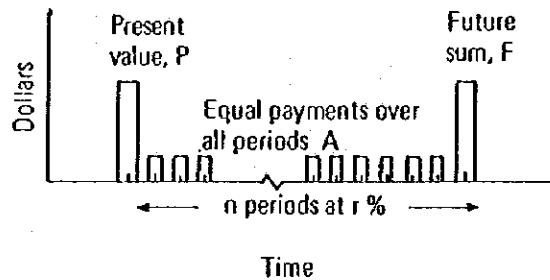 Present
value, P
Future
sum, F
Dollars
Equal payments over
all periods A
n periods at r %
Time